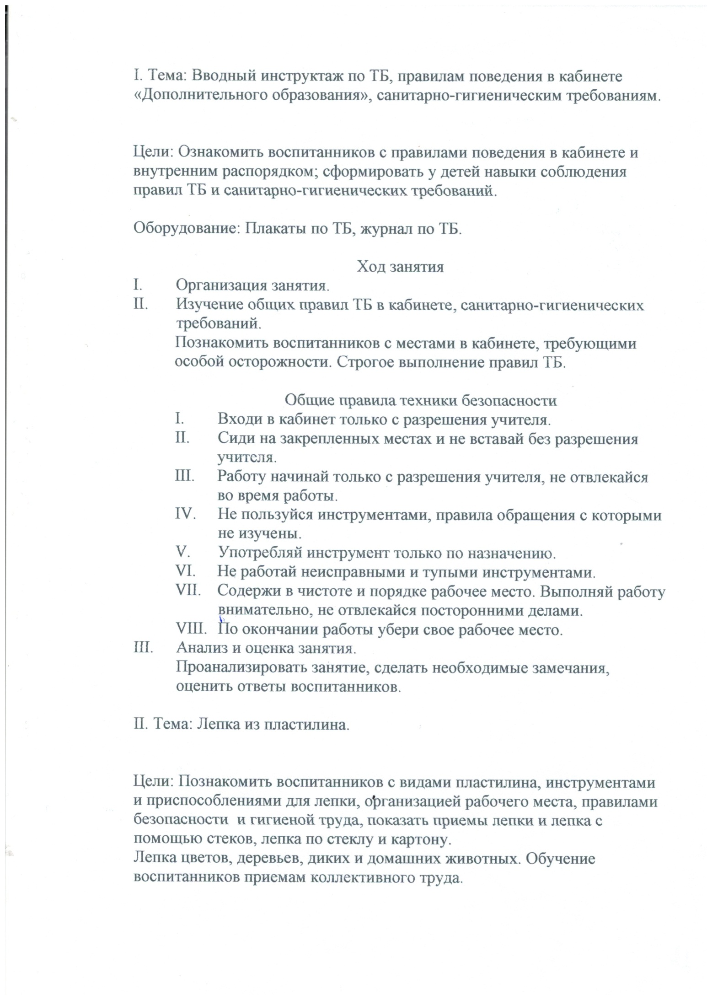 I. Тема: Вводный инструктаж по ТБ, правилам поведения в кабинете
«Дополнительного образования», санитарно-гигиеническим требованиям.
Цели: Ознакомить воспитанников с правилами поведения в кабинете и
внутренним распорядком; сформировать у детей навыки соблюдения
правил ТБ и санитарно-гигиенических требований.
Оборудование: Плакаты по ТБ, журнал по ТБ.
Ход занятия
I. Организация занятия.
II. Изучение общих правил ТБ в кабинете, санитарно-гигиенических
требований.
Познакомить воспитанников с местами в кабинете, требующими
особой осторожности. Строгое выполнение правил ТБ.
Общие правила техники безопасности
I. Входи в кабинет только с разрешения учителя.
II. Сиди на закрепленных местах и не вставай без разрешения
учителя.
III. Работу начинай только с разрешения учителя, не отвлекайся
во время работы.
IV. Не пользуйся инструментами, правила обращения с которыми
не изучены.
V. Употребляй инструмент только по назначению.
VI. Не работай неисправными и тупыми инструментами.
VII. Содержи в чистоте и порядке рабочее место. Выполняй работу
внимательно, не отвлекайся посторонними делами.
VIII. По окончании работы убери свое рабочее место.
III. Анализ и оценка занятия.
Проанализировать занятие, сделать необходимые замечания,
оценить ответы воспитанников.
II. Тема: Лепка из пластилина.
Цели: Познакомить воспитанников с видами пластилина, инструментами
и приспособлениями для лепки, организацией рабочего места, правилами
безопасности и гигиеной труда, показать приемы лепки и лепка с
помощью стеков, лепка по стеклу и картону.
Лепка цветов, деревьев, диких и домашних животных. Обучение
воспитанников приемам коллективного труда.